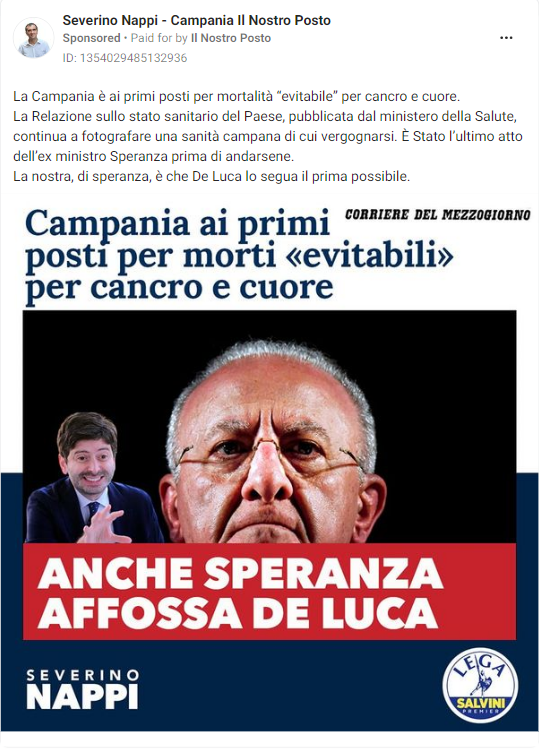 Severino Nappi - Campania Il Nostro Posto
Sponsored • Paid for by Il Nostro Posto
ID: 1354029485132936
La Campania è ai primi posti per mortalità “evitabile” per cancro e cuore.
La Relazione sullo stato sanitario del Paese, pubblicata dal ministero della Salute,
continua a fotografare una sanità campana di cui vergognarsi. È Stato l’ultimo atto
dell’ex ministro Speranza prima di andarsene.
La nostra, di speranza, è che De Luca lo segua il prima possibile.
Campania ai primi
CORRIERE DEL MEZZOGIORNO
posti per morti «evitabili»
per cancro e cuore
ANCHE SPERANZA
AFFOSSA DE LUCA
SEVERINO
NAPPI
LEGA
SALVINI
PREMIER